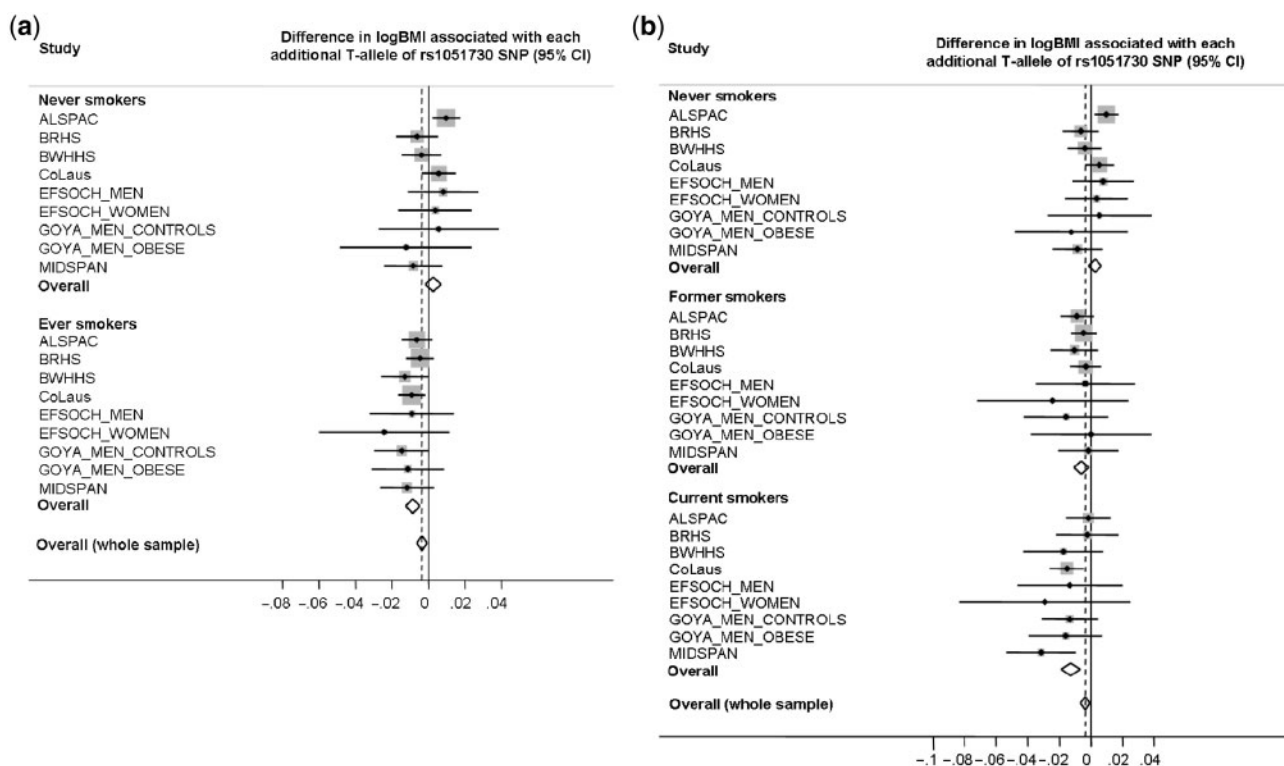 (a)
Study
Difference in logBMI associated with each
additional T-allele of rs1051730 SNP (95% CI)
Never smokers
ALSPAC
BRHS
BWHHS
CoLaus
EFSOCH_MEN
EFSOCH_WOMEN
GOYA_MEN_CONTROLS
GOYA_MEN_OBESE
MIDSPAN
Overall
Ever smokers
ALSPAC
BRHS
BWHHS
CoLaus
EFSOCH_MEN
EFSOCH_WOMEN
GOYA_MEN_CONTROLS
GOYA_MEN_OBESE
MIDSPAN
Overall
Overall (whole sample)
-.08 -.06 -.04 -.02 0 .02 .04
(b)
Study
Difference in logBMI associated with each
additional T-allele of rs1051730 SNP (95% CI)
Never smokers
ALSPAC
BRHS
BWHHS
CoLaus
EFSOCH_MEN
EFSOCH_WOMEN
GOYA_MEN_CONTROLS
GOYA_MEN_OBESE
MIDSPAN
Overall
Former smokers
ALSPAC
BRHS
BWHHS
CoLaus
EFSOCH_MEN
EFSOCH_WOMEN
GOYA_MEN_CONTROLS
GOYA_MEN_OBESE
MIDSPAN
Overall
Current smokers
ALSPAC
BRHS
BWHHS
CoLaus
EFSOCH_MEN
EFSOCH_WOMEN
GOYA_MEN_CONTROLS
GOYA_MEN_OBESE
MIDSPAN
Overall
Overall (whole sample)
-.1 -.08 -.06 -.04 -.02 0 .02 .04